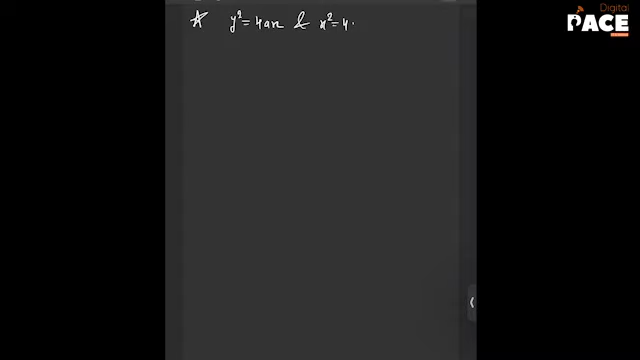 ☆ y² = 4ax & x² = 4.
Digital
PACE